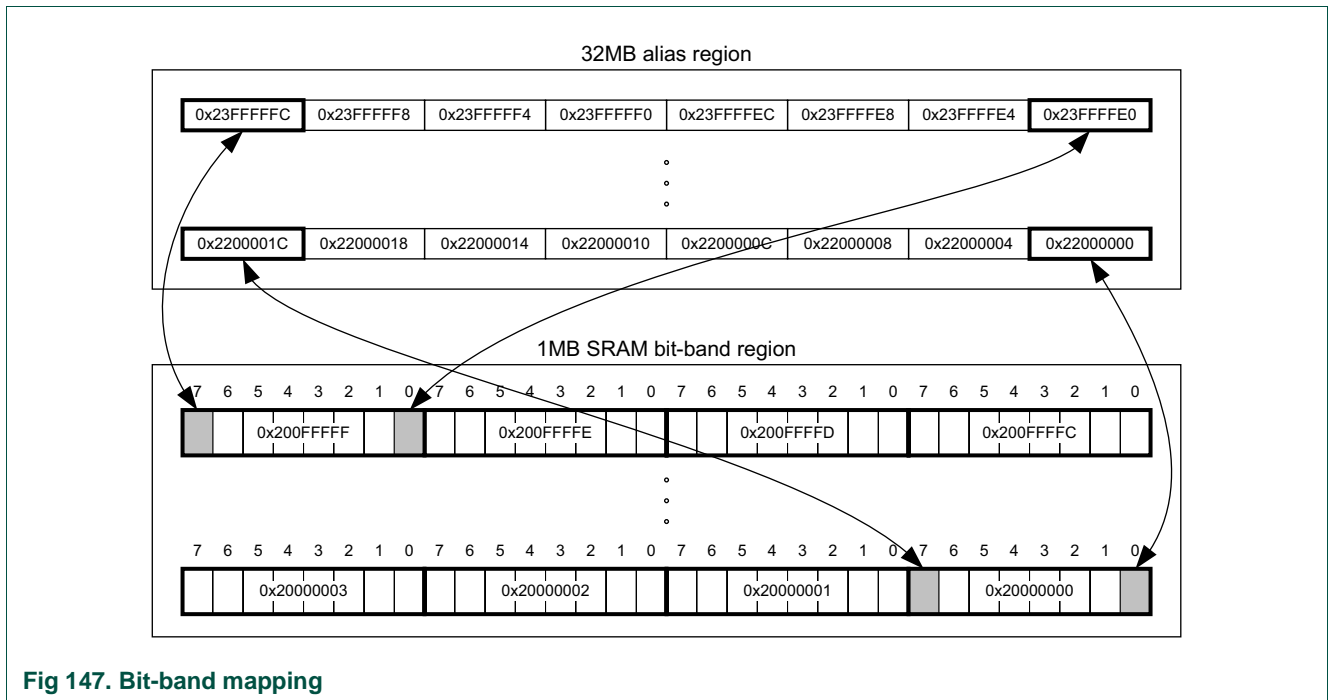 32MB alias region
0x23FFFFFC 0x23FFFFF8 0x23FFFFF4 0x23FFFFF0 0x23FFFFEC 0x23FFFFE8 0x23FFFFE4 0x23FFFFE0
0x2200001C 0x22000018 0x22000014 0x22000010 0x2200000C 0x22000008 0x22000004 0x22000000
1MB SRAM bit-band region
7 6 5 4 3 2 1 0 7 6 5 4 3 2 1 0 7 6 5 4 3 2 1 0 7 6 5 4 3 2 1 0
0x200FFFFF 0x200FFFFE 0x200FFFFD 0x200FFFFC
7 6 5 4 3 2 1 0 7 6 5 4 3 2 1 0 7 6 5 4 3 2 1 0 7 6 5 4 3 2 1 0
0x20000003 0x20000002 0x20000001 0x20000000
Fig 147. Bit-band mapping